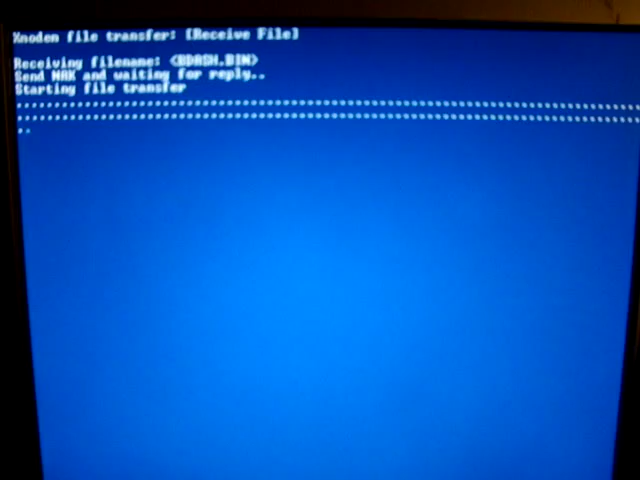 Xmodem file transfer: [Receive File]
Receiving filename: <BDASH.BIN>
Send NAK and waiting for reply..
Starting file transfer